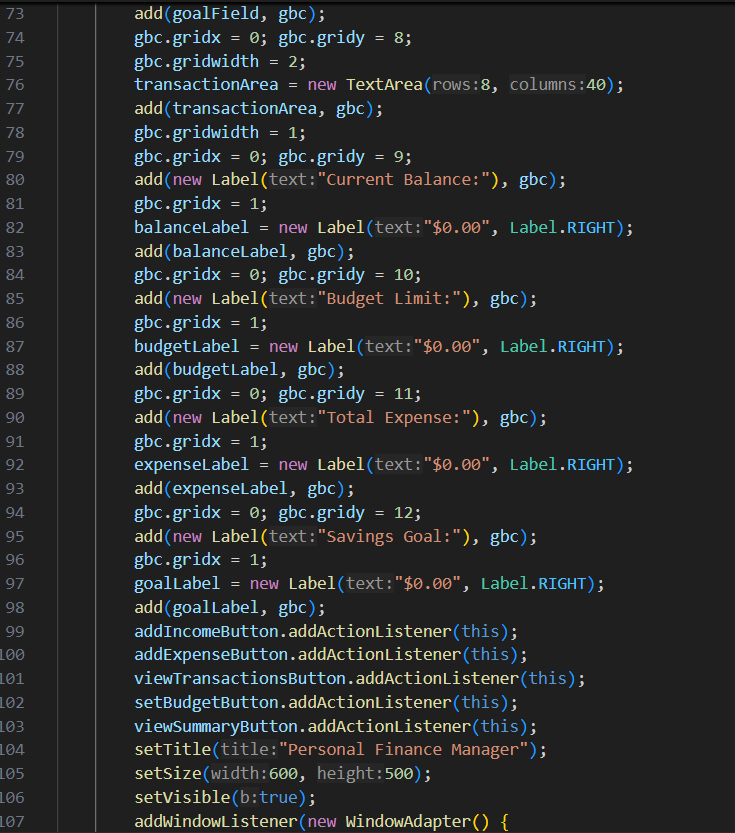 73 add(goalField, gbc);
74 gbc.gridx = 0; gbc.gridy = 8;
75 gbc.gridwidth = 2;
76 transactionArea = new TextArea(rows:8, columns:40);
77 add(transactionArea, gbc);
78 gbc.gridwidth = 1;
79 gbc.gridx = 0; gbc.gridy = 9;
80 add(new Label(text:"Current Balance:"), gbc);
81 gbc.gridx = 1;
82 balanceLabel = new Label(text:"$0.00", Label.RIGHT);
83 add(balanceLabel, gbc);
84 gbc.gridx = 0; gbc.gridy = 10;
85 add(new Label(text:"Budget Limit:"), gbc);
86 gbc.gridx = 1;
87 budgetLabel = new Label(text:"$0.00", Label.RIGHT);
88 add(budgetLabel, gbc);
89 gbc.gridx = 0; gbc.gridy = 11;
90 add(new Label(text:"Total Expense:"), gbc);
91 gbc.gridx = 1;
92 expenseLabel = new Label(text:"$0.00", Label.RIGHT);
93 add(expenseLabel, gbc);
94 gbc.gridx = 0; gbc.gridy = 12;
95 add(new Label(text:"Savings Goal:"), gbc);
96 gbc.gridx = 1;
97 goalLabel = new Label(text:"$0.00", Label.RIGHT);
98 add(goalLabel, gbc);
99 addIncomeButton.addActionListener(this);
100 addExpenseButton.addActionListener(this);
101 viewTransactionsButton.addActionListener(this);
102 setBudgetButton.addActionListener(this);
103 viewSummaryButton.addActionListener(this);
104 setTitle(title:"Personal Finance Manager");
105 setSize(width:600, height:500);
106 setVisible(b:true);
107 addWindowListener(new WindowAdapter() {